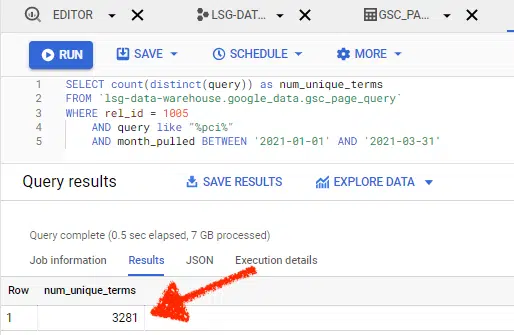 EDITOR LSG-DAT... GSC_PA...
RUN SAVE SCHEDULE MORE
1 SELECT count(distinct(query)) as num_unique_terms
2 FROM `lsg-data-warehouse.google_data.gsc_page_query`
3 WHERE rel_id = 1005
4 AND query like "%pci%"
5 AND month_pulled BETWEEN '2021-01-01' AND '2021-03-31'
Query results SAVE RESULTS EXPLORE DATA
Query complete (0.5 sec elapsed, 7 GB processed)
Job information Results JSON Execution details
Row num_unique_terms
1 3281